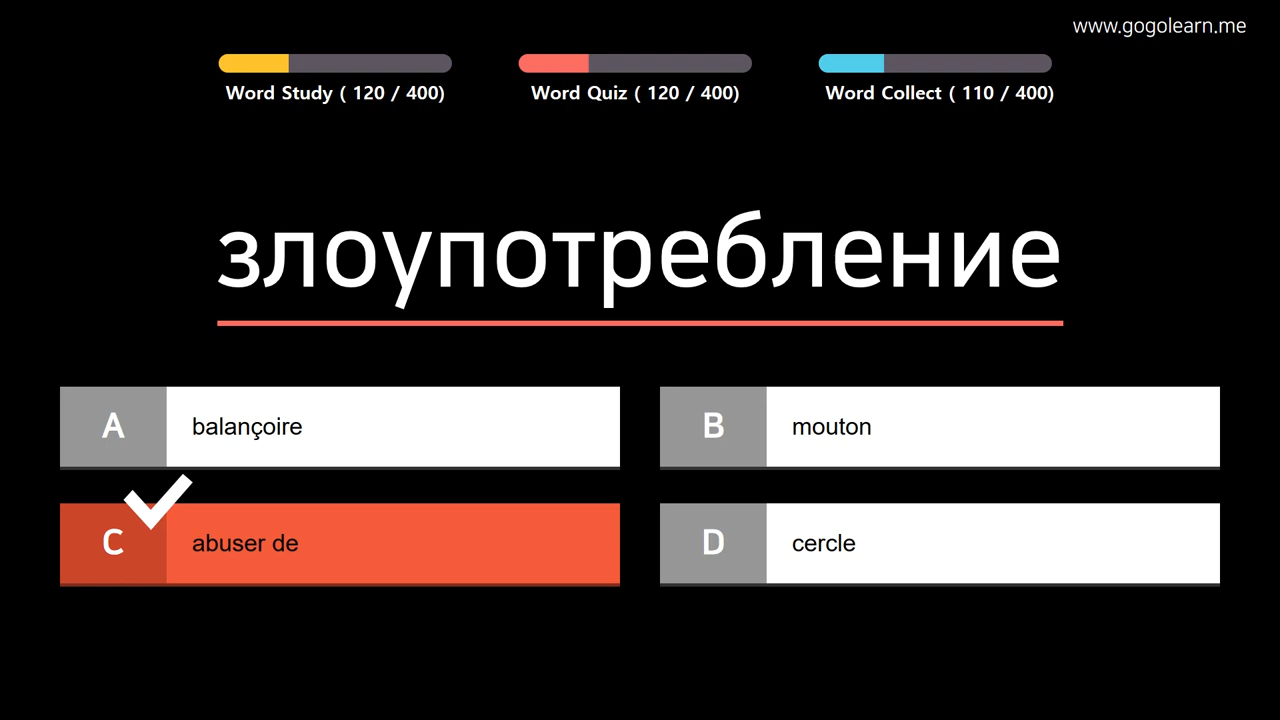 www.gogolearn.me
Word Study ( 120 / 400)
Word Quiz ( 120 / 400)
Word Collect ( 110 / 400)
злоупотребление
A balançoire
B mouton
C abuser de
D cercle